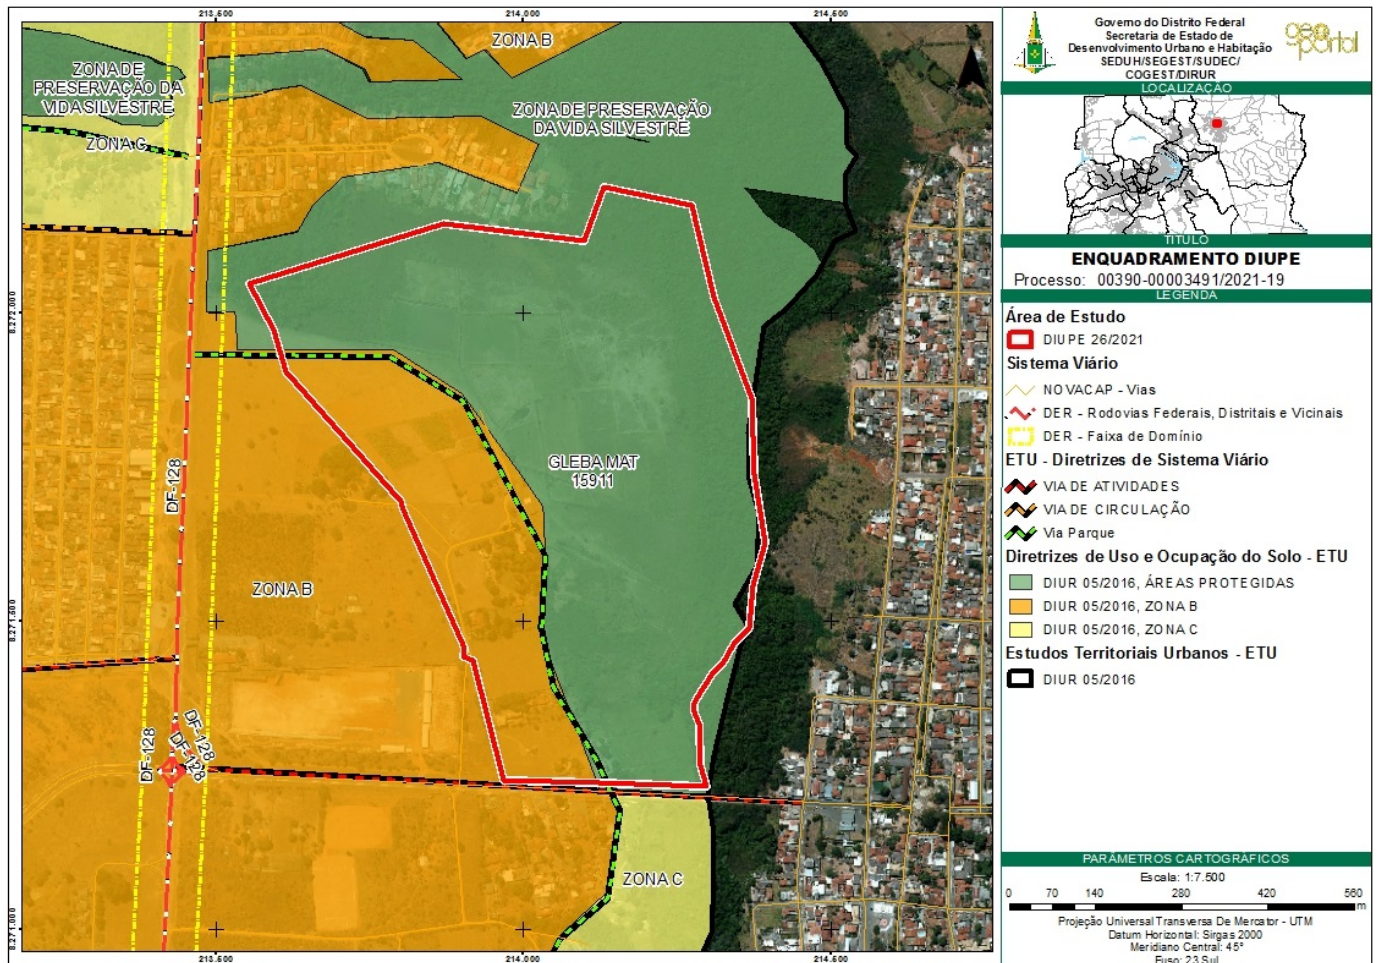 213.500
214.000
214.500
ZONA B
ZONA DE
PRESERVAÇÃO DA
VIDA SILVESTRE
ZONA DE PRESERVAÇÃO
DA VIDA SILVESTRE
ZONA C
8.272.000
GLEBA MAT
15911
DF-128
ZONA B
8.271.500
DF-128
DF-128
DF-128
ZONA C
8.271.000
213.500
214.000
214.500
Governo do Distrito Federal
Secretaria de Estado de
Desenvolvimento Urbano e Habitação
SEDUH/SEGEST/SUDEC/
COGEST/DIRUR
geo
portal
LOCALIZAÇÃO
TÍTULO
ENQUADRAMENTO DIUPE
Processo: 00390-00003491/2021-19
LEGENDA
Área de Estudo
DIUPE 26/2021
Sistema Viário
NOVACAP - Vias
DER - Rodovias Federais, Distritais e Vicinais
DER - Faixa de Domínio
ETU - Diretrizes de Sistema Viário
VIA DE ATIVIDADES
VIA DE CIRCULAÇÃO
Via Parque
Diretrizes de Uso e Ocupação do Solo - ETU
DIUR 05/2016, ÁREAS PROTEGIDAS
DIUR 05/2016, ZONA B
DIUR 05/2016, ZONA C
Estudos Territoriais Urbanos - ETU
DIUR 05/2016
PARÂMETROS CARTOGRÁFICOS
Escala: 1:7.500
0 70 140 280 420 560
m
Projeção Universal Transversa De Mercator - UTM
Datum Horizontal: Sirgas 2000
Meridiano Central: 45°
Fuso: 23 Sul